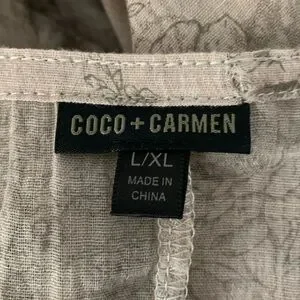 COCO + CARMEN
L/XL
MADE IN
CHINA